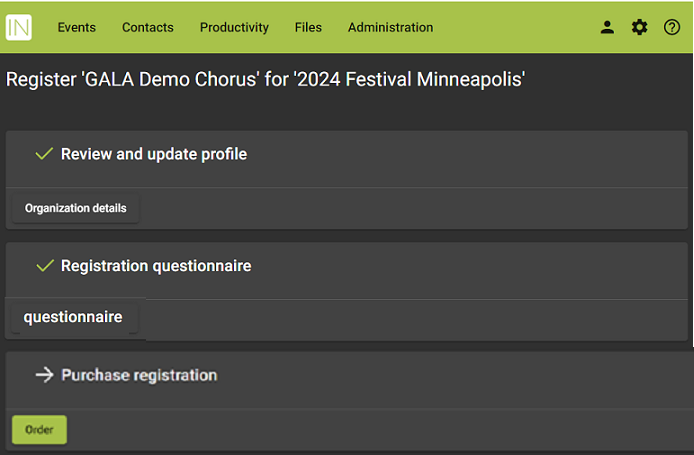 IN Events Contacts Productivity Files Administration
Register 'GALA Demo Chorus' for '2024 Festival Minneapolis'
Review and update profile
Organization details
Registration questionnaire
questionnaire
Purchase registration
Order